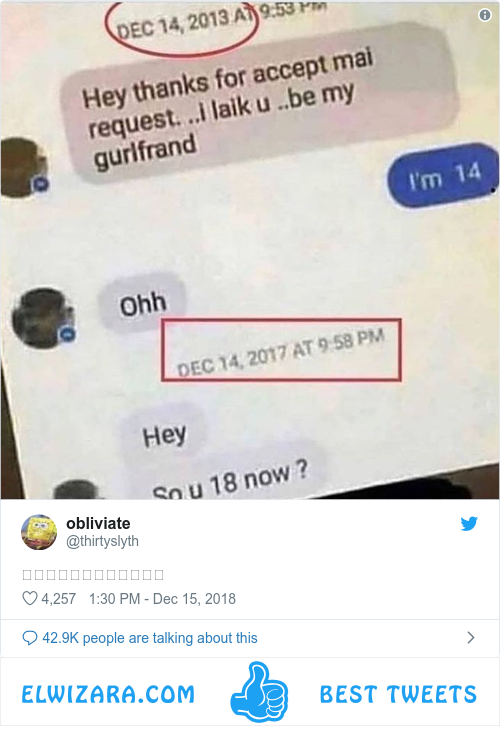 DEC 14, 2013 AT 9:53 PM
Hey thanks for accept mai
request. ..i laik u ..be my
gurlfrand
I'm 14
Ohh
DEC 14, 2017 AT 9:58 PM
Hey
So u 18 now ?
obliviate
@thirtyslyth
4,257 1:30 PM - Dec 15, 2018
42.9K people are talking about this
ELWIZARA.COM BEST TWEETS